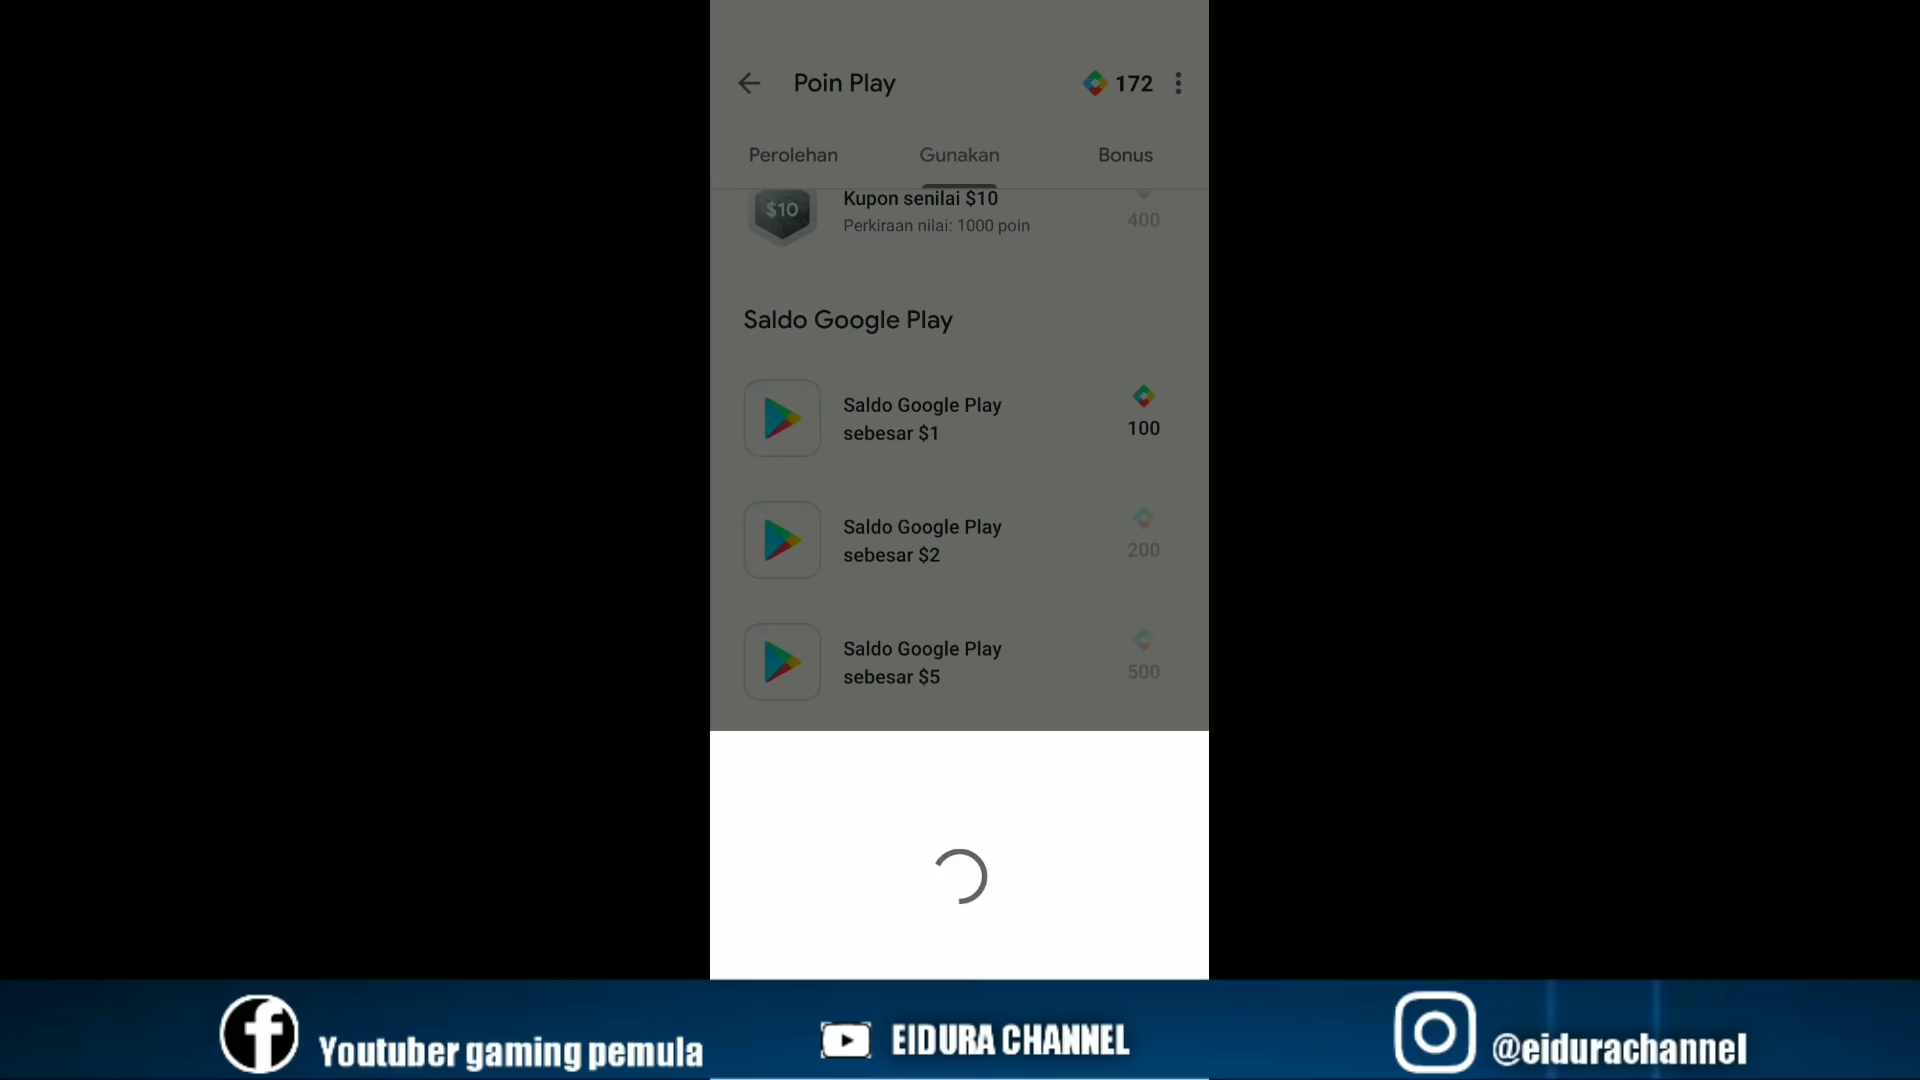 Poin Play
172
Perolehan
Gunakan
Bonus
$10
Kupon senilai $10
Perkiraan nilai: 1000 poin
400
Saldo Google Play
Saldo Google Play
sebesar $1
100
Saldo Google Play
sebesar $2
200
Saldo Google Play
sebesar $5
500
Youtuber gaming pemula
EIDURA CHANNEL
@eidurachannel